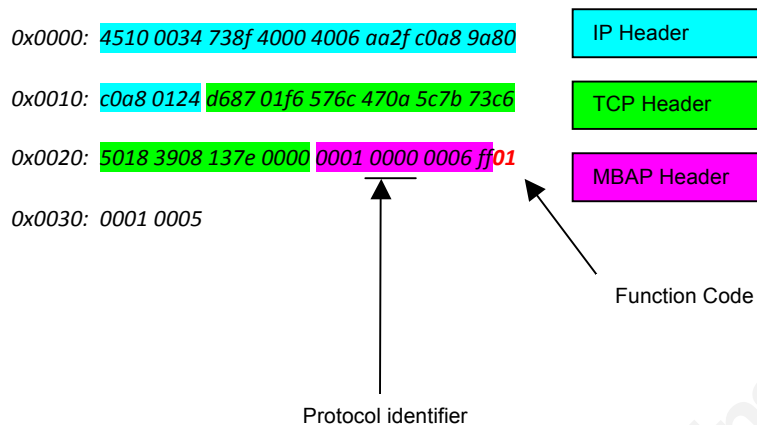 0x0000: 4510 0034 738f 4000 4006 aa2f c0a8 9a80
IP Header
0x0010: c0a8 0124 d687 01f6 576c 470a 5c7b 73c6
TCP Header
0x0020: 5018 3908 137e 0000 0001 0000 0006 ff01
MBAP Header
0x0030: 0001 0005
Function Code
Protocol identifier